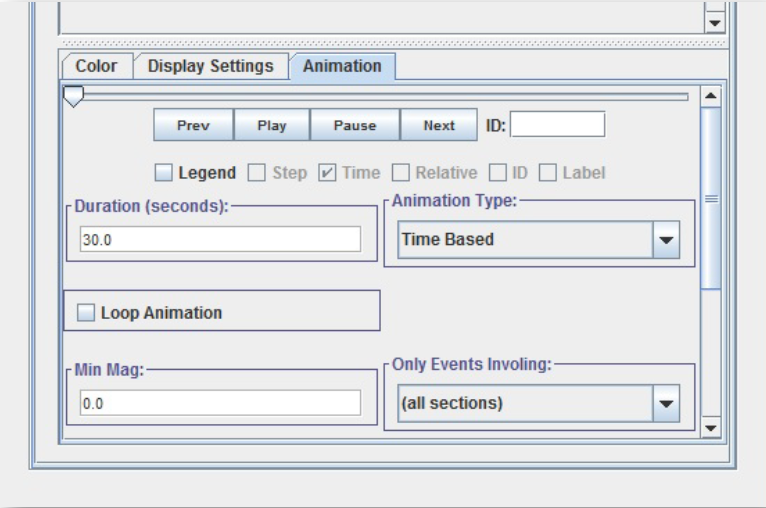 Color Display Settings Animation
Prev Play Pause Next ID:
Legend Step Time Relative ID Label
Duration (seconds): Animation Type:
30.0 Time Based
Loop Animation
Min Mag: Only Events Involing:
0.0 (all sections)